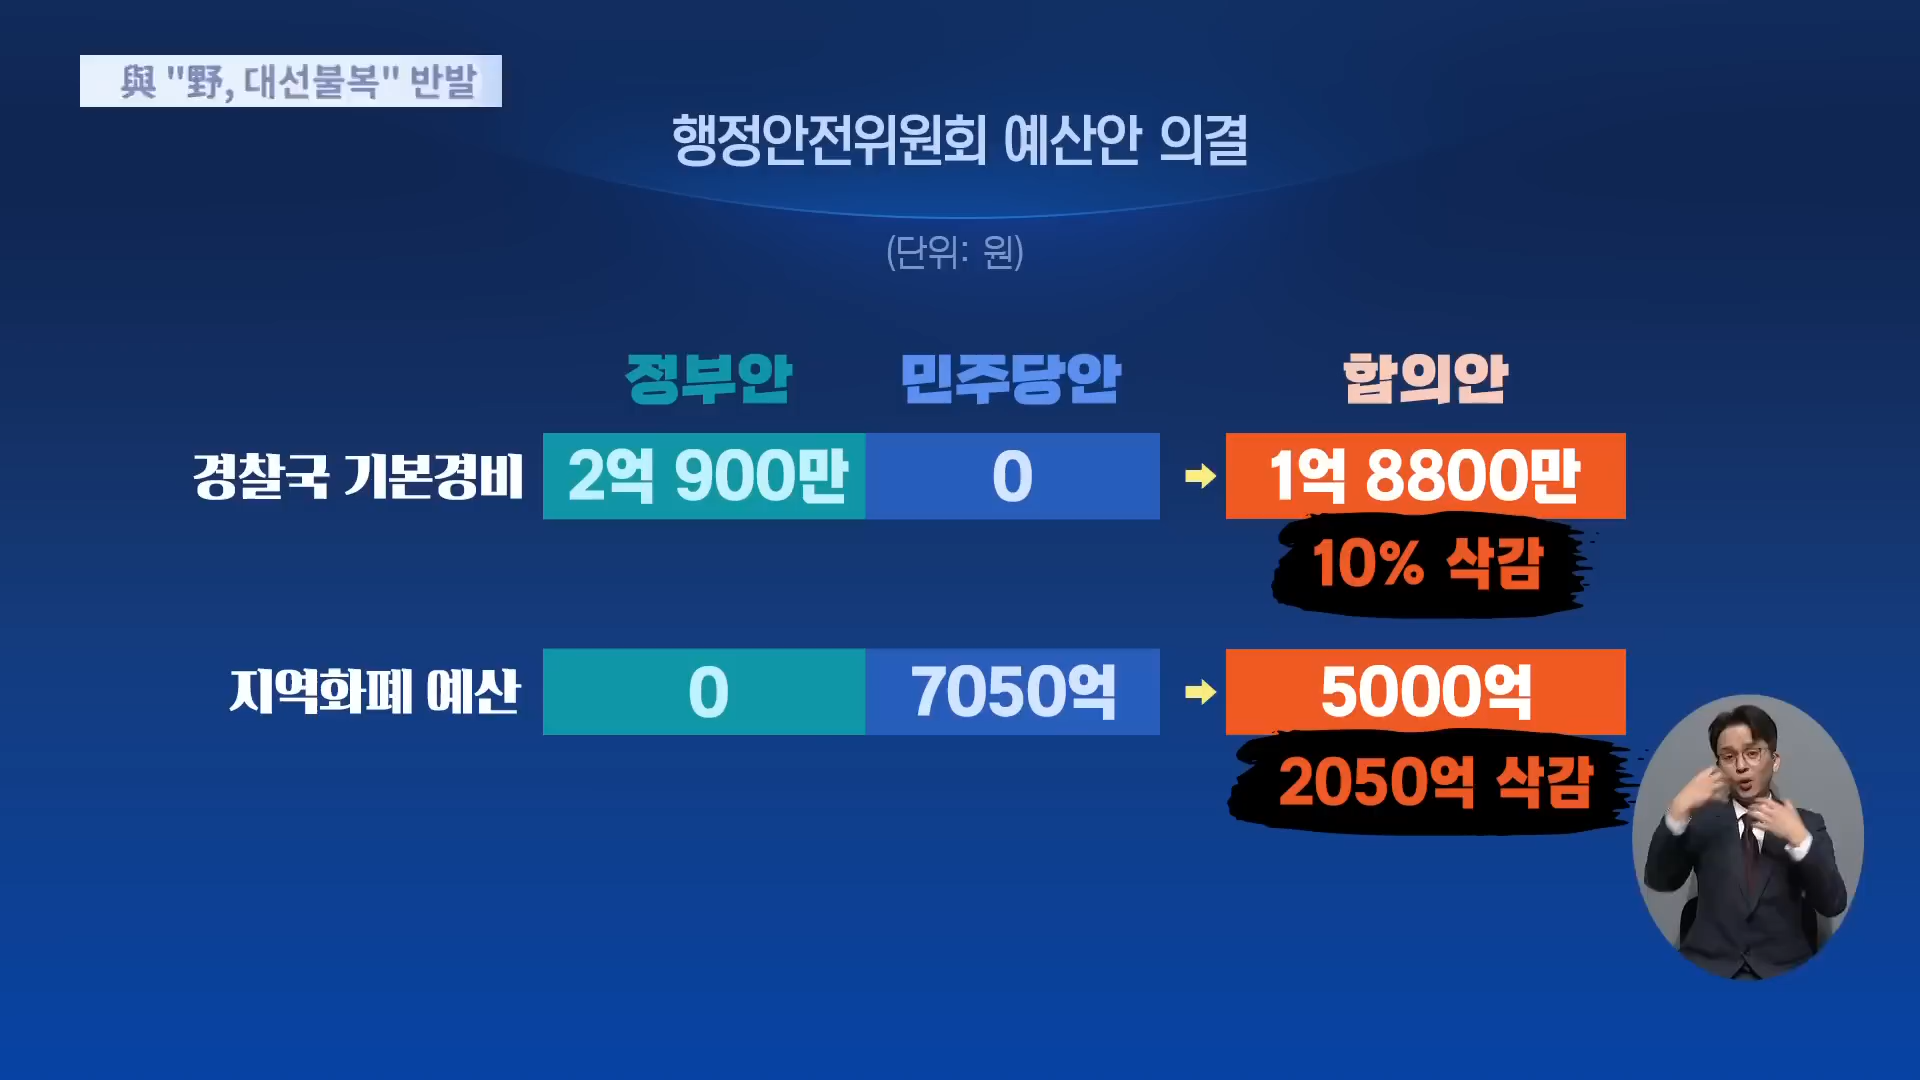 與 "野, 대선불복" 반발
행정안전위원회 예산안 의결
(단위: 원)
정부안 민주당안 합의안
경찰국 기본경비 2억 900만 0 1억 8800만
10% 삭감
지역화폐 예산 0 7050억 5000억
2050억 삭감